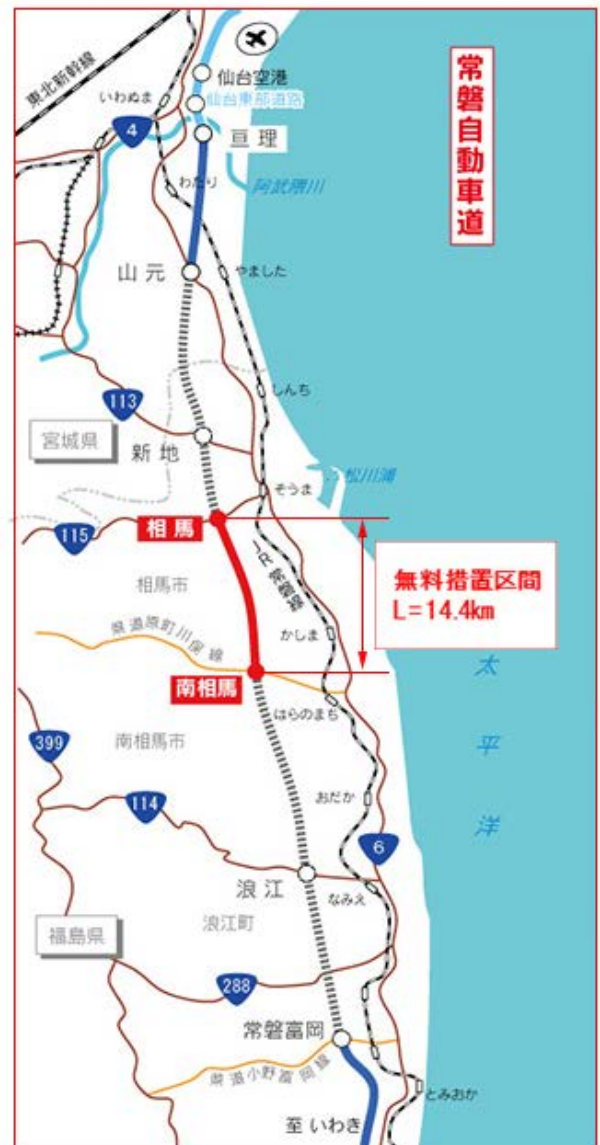 常磐自動車道
東北新幹線
仙台空港
いわぬま
仙台東部道路
4
亘理
わたり
阿武隈川
山元
やました
しんち
113
宮城県
新地
松川浦
そうま
相馬
115
無料措置区間
L=14.4km
相馬市
JR常磐線
県道原町川俣線
かしま
太平洋
南相馬
はらのまち
399
南相馬市
おだか
114
6
浪江
なみえ
浪江町
福島県
288
常磐富岡
県道小野富岡線
とみおか
至いわき